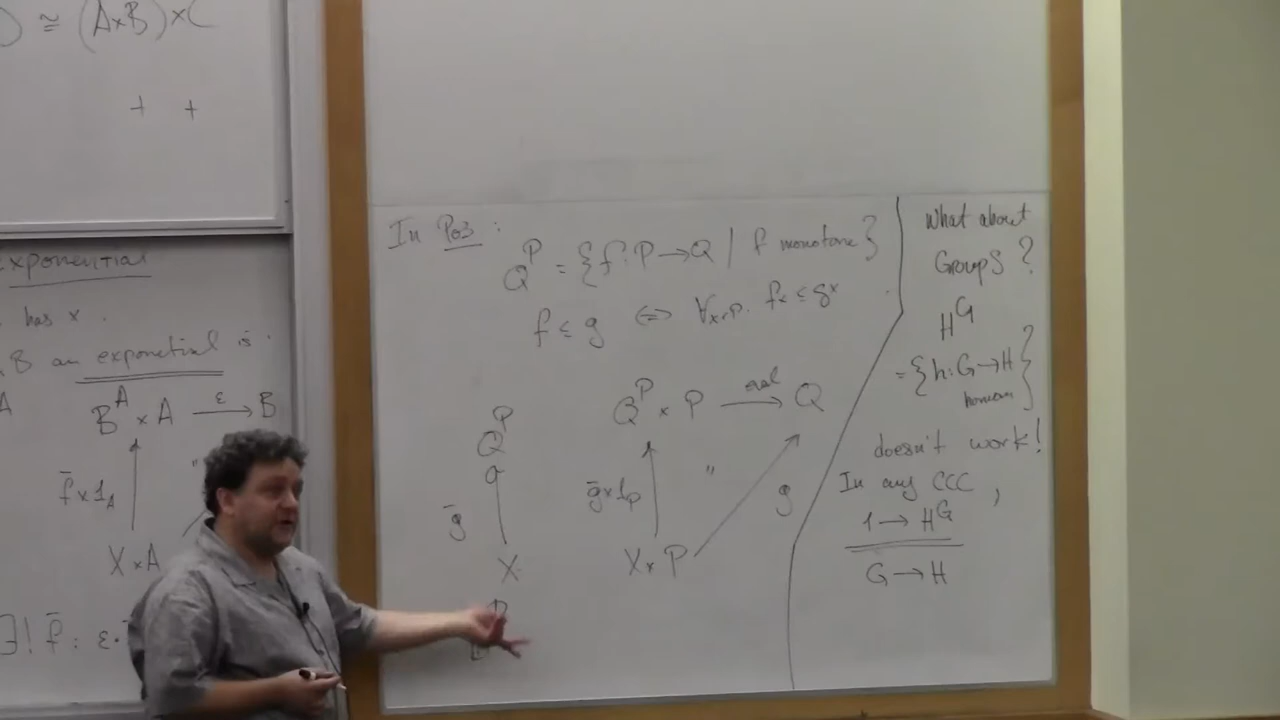 ) ≅ (A×B)×C
+ +
exponential
has ×.
B an exponetial is:
A
B^A × A —ε→ B
f̄×1_A
"
X×A
∃! f̄ : ε∘
In Pos :
Q^P = { f : P → Q | f monotone }
f ≤ g ⇔ ∀x∈P. fx ≤ gx
Q^P × P —eval→ Q
Q^P
ḡ
ḡ×1_P
"
g
X
X × P
P
What about
Groups ?
H^G
= { h : G → H }
homom
doesn't work!
In any CCC ,
1 → H^G
G → H